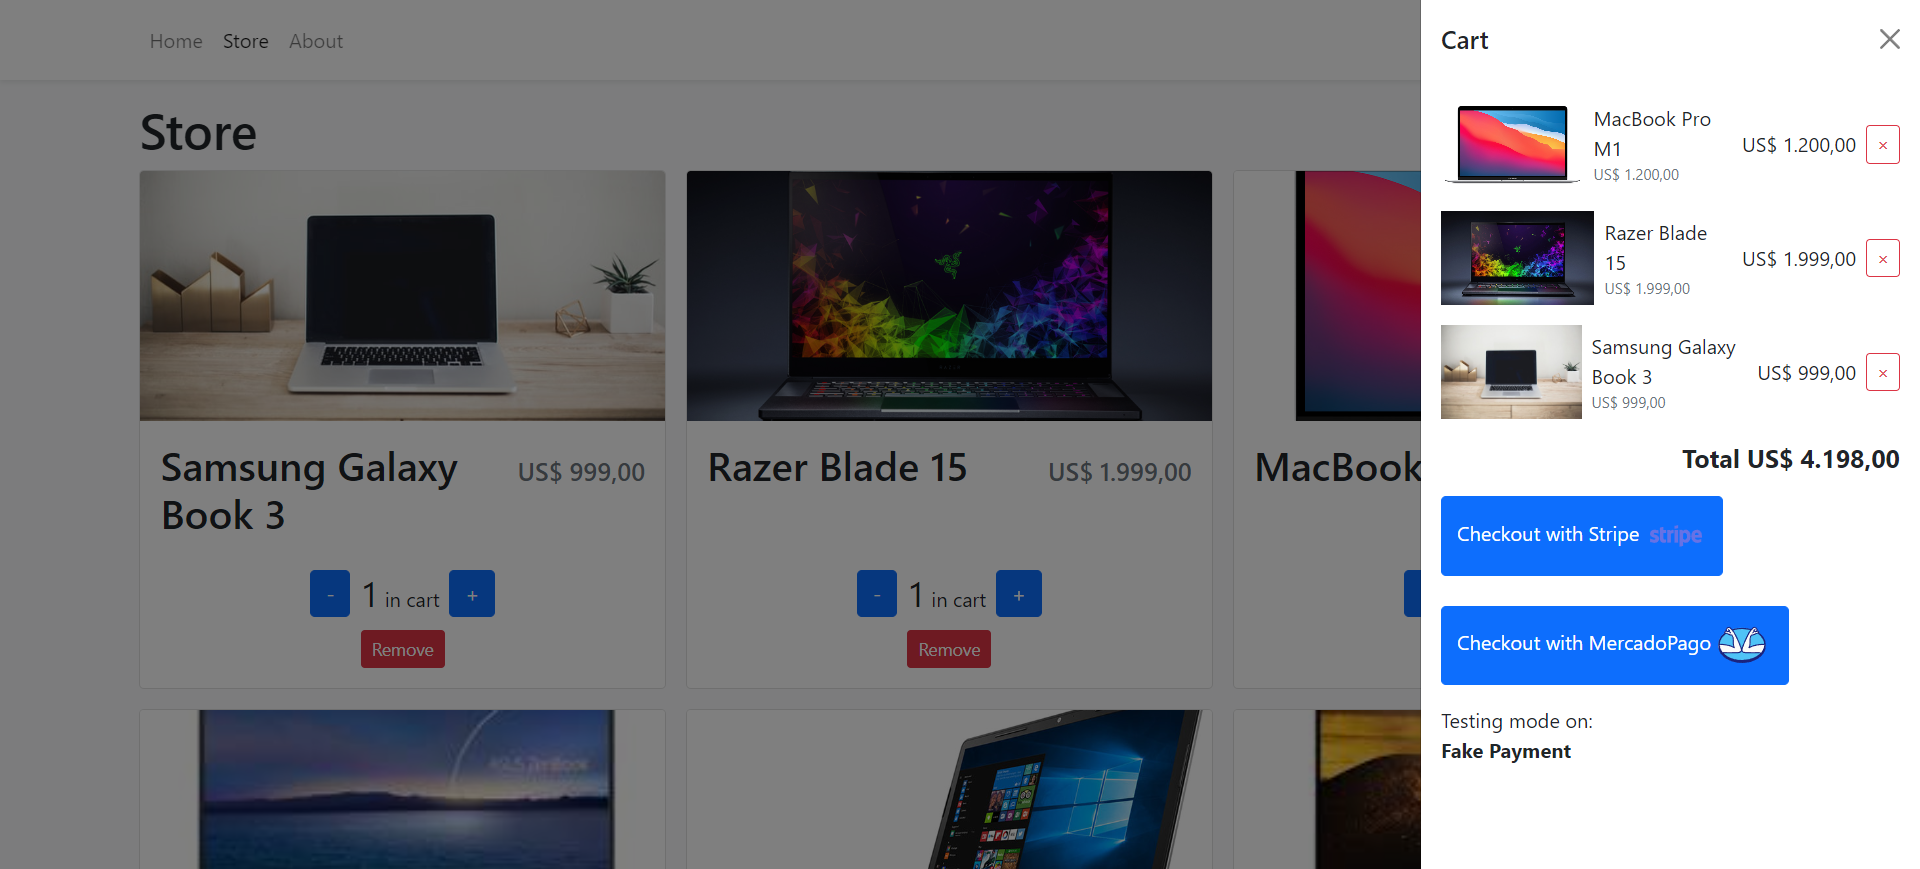 Home Store About
Store
Samsung Galaxy
Book 3
US$ 999,00
- 1 in cart +
Remove
Razer Blade 15
US$ 1.999,00
- 1 in cart +
Remove
MacBook
Cart
MacBook Pro
M1
US$ 1.200,00
US$ 1.200,00
×
Razer Blade
15
US$ 1.999,00
US$ 1.999,00
×
Samsung Galaxy
Book 3
US$ 999,00
US$ 999,00
×
Total US$ 4.198,00
Checkout with Stripe stripe
Checkout with MercadoPago
Testing mode on:
Fake Payment